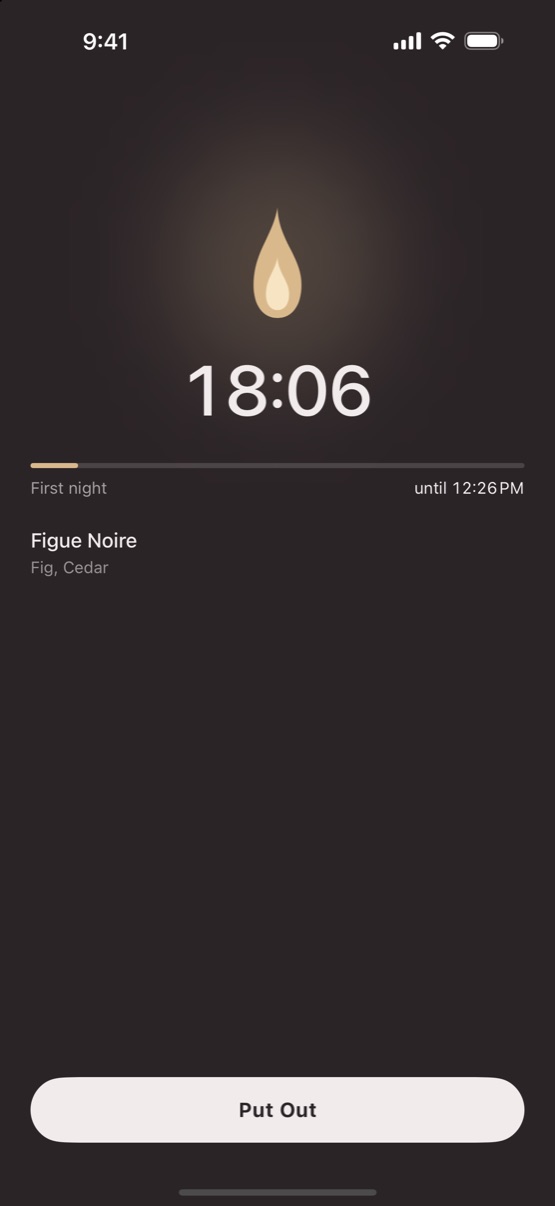 9:41
18:06
First night
until 12:26 PM
Figue Noire
Fig, Cedar
Put Out